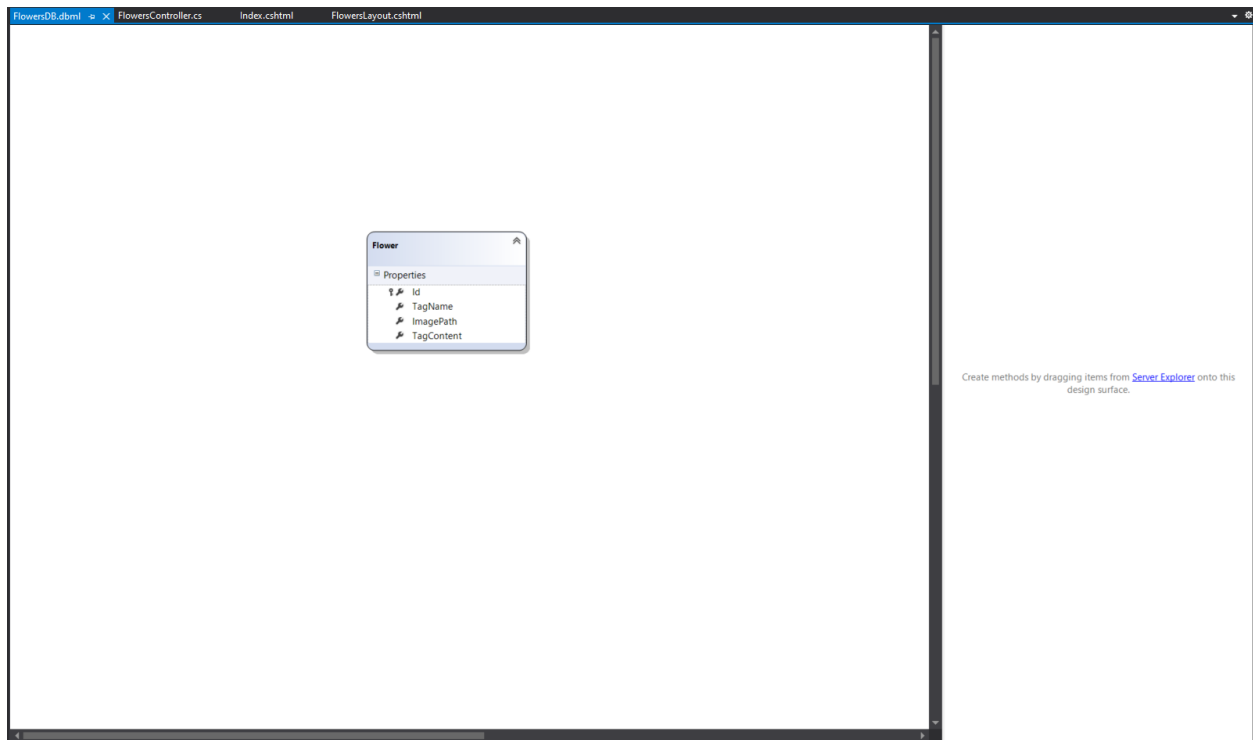 FlowersDB.dbml FlowersController.cs Index.cshtml FlowersLayout.cshtml
Flower
Properties
Id
TagName
ImagePath
TagContent
Create methods by dragging items from Server Explorer onto this
design surface.